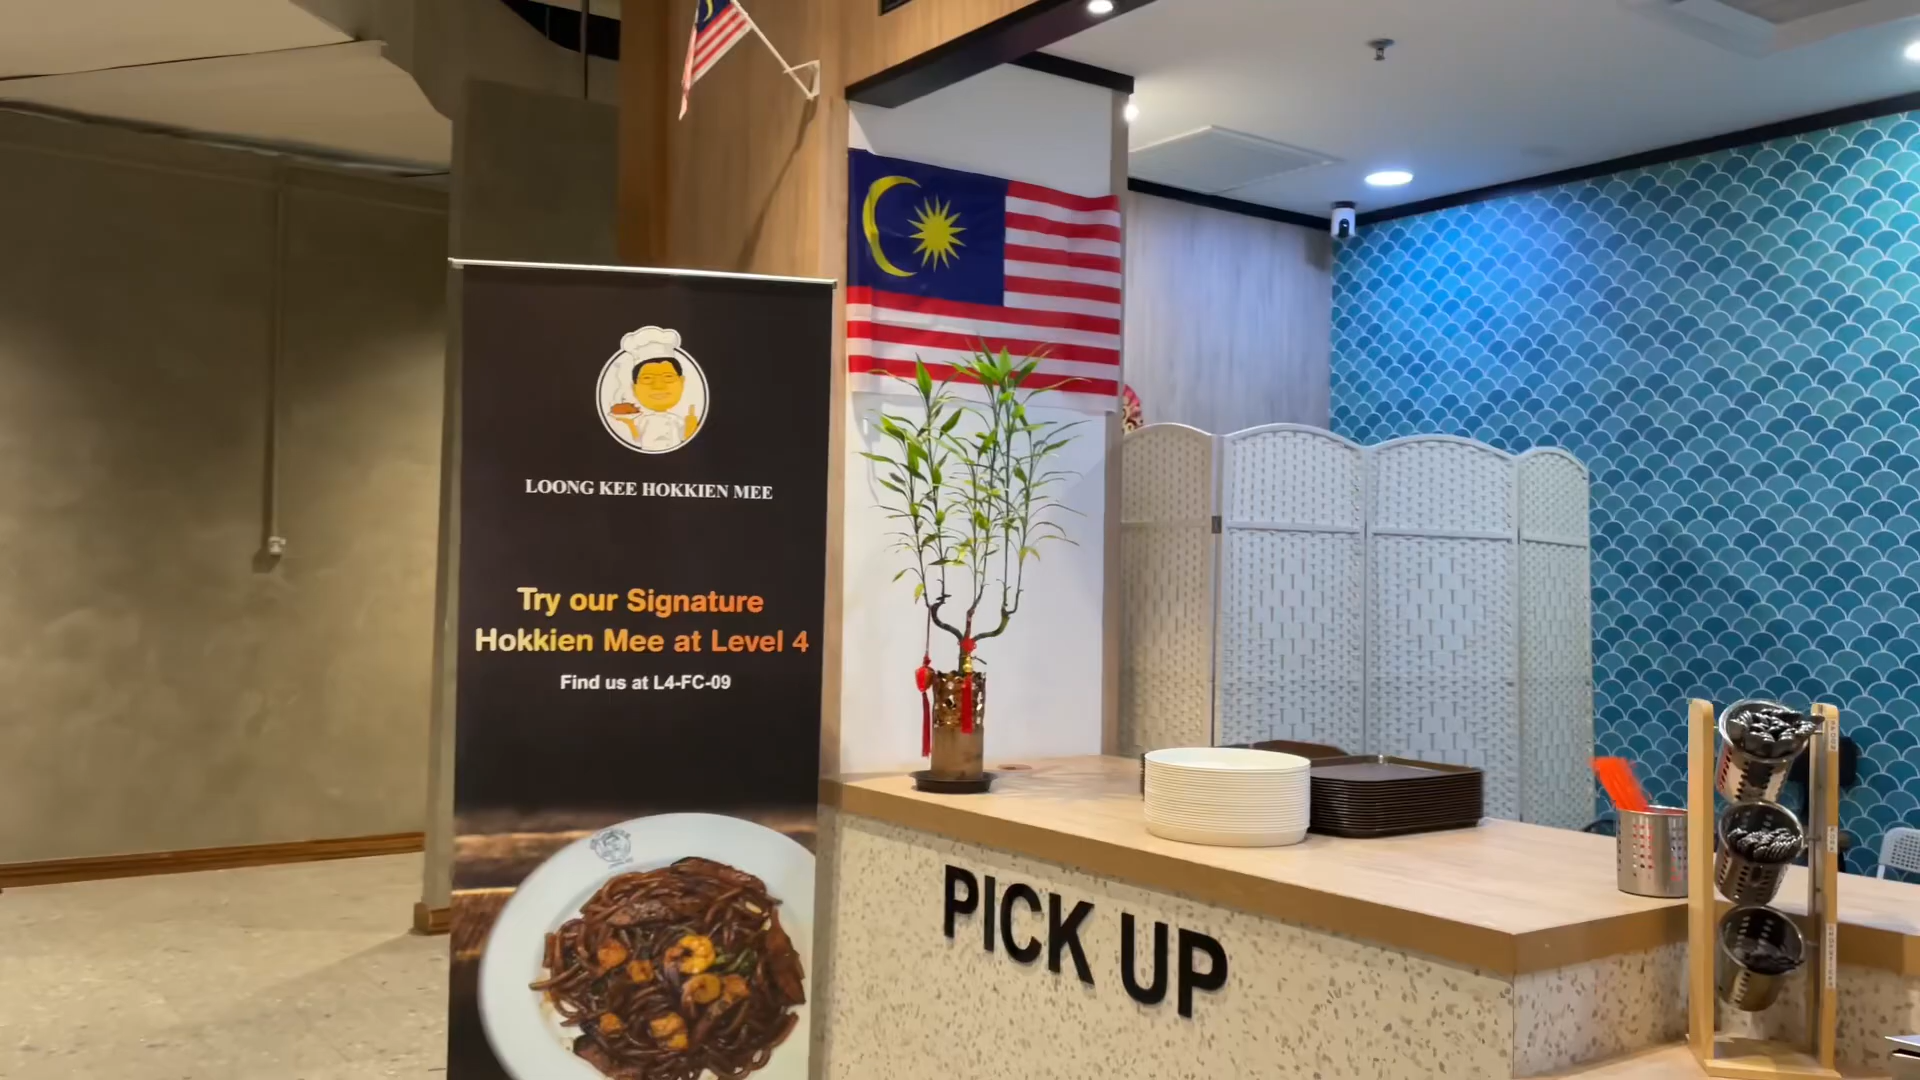 LOONG KEE HOKKIEN MEE
Try our Signature
Hokkien Mee at Level 4
Find us at L4-FC-09
PICK UP